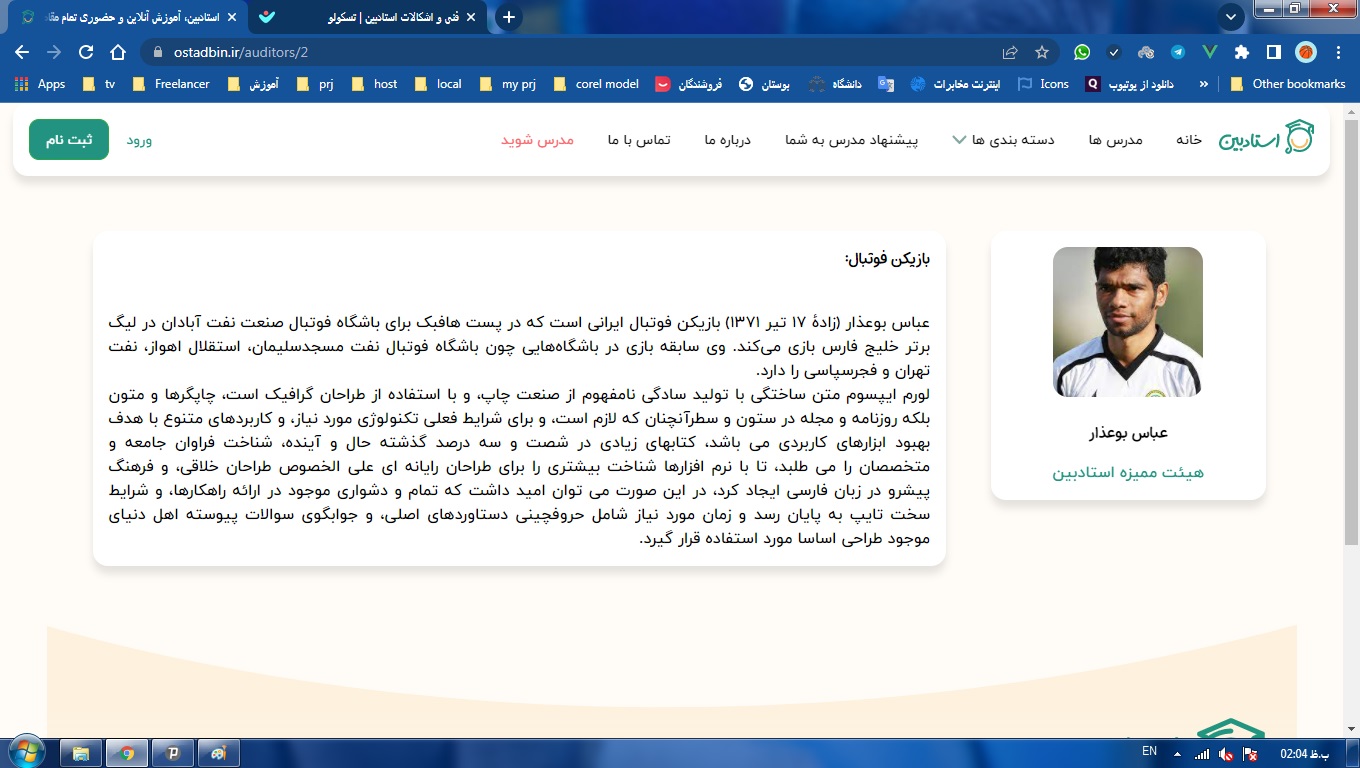 استادبین، آموزش آنلاین و حضوری تمام مقا
فنی و اشکالات استادبین | تسکولو
ostadbin.ir/auditors/2
Apps
tv
Freelancer
آموزش
prj
host
local
my prj
corel model
فروشندگان
بوستان
دانشگاه
اینترنت مخابرات
Icons
دانلود از یوتیوب
»
Other bookmarks
استادبین
خانه
مدرس ها
دسته بندی ها
پیشنهاد مدرس به شما
درباره ما
تماس با ما
مدرس شوید
ورود
ثبت نام
عباس بوعذار
هیئت ممیزه استادبین
بازیکن فوتبال:
عباس بوعذار (زادهٔ ۱۷ تیر ۱۳۷۱) بازیکن فوتبال ایرانی است که در پست هافبک برای باشگاه فوتبال صنعت نفت آبادان در لیگ
برتر خلیج فارس بازی می‌کند. وی سابقه بازی در باشگاه‌هایی چون باشگاه فوتبال نفت مسجدسلیمان، استقلال اهواز، نفت
تهران و فجرسپاسی را دارد.
لورم ایپسوم متن ساختگی با تولید سادگی نامفهوم از صنعت چاپ، و با استفاده از طراحان گرافیک است، چاپگرها و متون
بلکه روزنامه و مجله در ستون و سطرآنچنان که لازم است، و برای شرایط فعلی تکنولوژی مورد نیاز، و کاربردهای متنوع با هدف
بهبود ابزارهای کاربردی می باشد، کتابهای زیادی در شصت و سه درصد گذشته حال و آینده، شناخت فراوان جامعه و
متخصصان را می طلبد، تا با نرم افزارها شناخت بیشتری را برای طراحان رایانه ای علی الخصوص طراحان خلاقی، و فرهنگ
پیشرو در زبان فارسی ایجاد کرد، در این صورت می توان امید داشت که تمام و دشواری موجود در ارائه راهکارها، و شرایط
سخت تایپ به پایان رسد و زمان مورد نیاز شامل حروفچینی دستاوردهای اصلی، و جوابگوی سوالات پیوسته اهل دنیای
موجود طراحی اساسا مورد استفاده قرار گیرد.
EN
02:04 ب.ظ